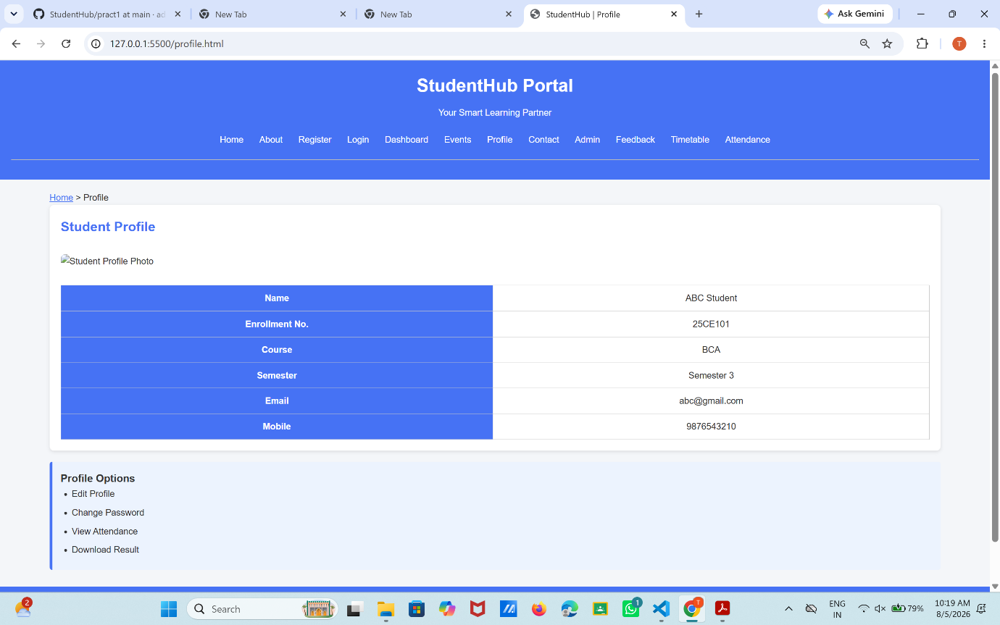 StudentHub/pract1 at main · ad
New Tab
New Tab
StudentHub | Profile
Ask Gemini
127.0.0.1:5500/profile.html
T
StudentHub Portal
Your Smart Learning Partner
Home About Register Login Dashboard Events Profile Contact Admin Feedback Timetable Attendance
Home > Profile
Student Profile
Student Profile Photo
Name ABC Student
Enrollment No. 25CE101
Course BCA
Semester Semester 3
Email abc@gmail.com
Mobile 9876543210
Profile Options
• Edit Profile
• Change Password
• View Attendance
• Download Result
2
Search
1
T
ENG
IN
79%
10:19 AM
8/5/2026